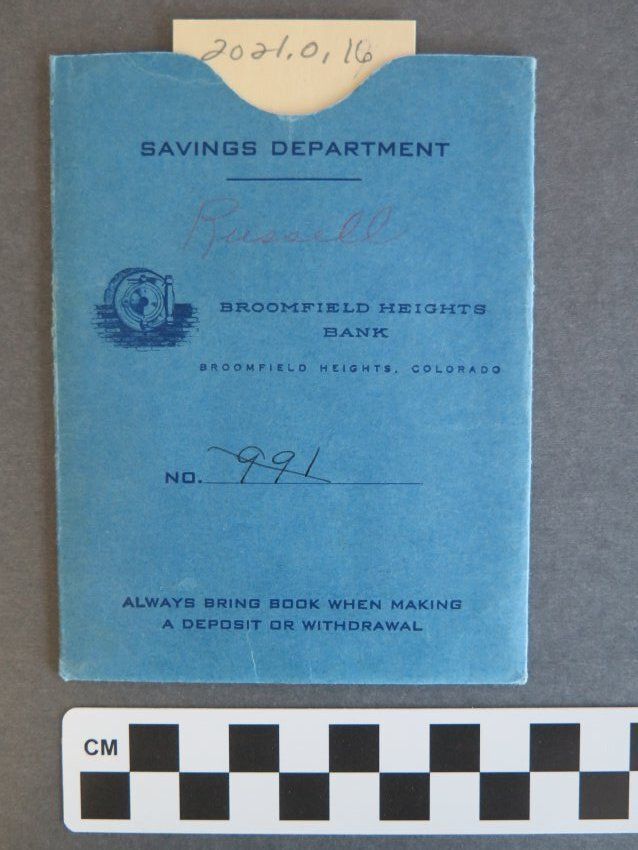 2021.0.16
SAVINGS DEPARTMENT
Russell
BROOMFIELD HEIGHTS
BANK
BROOMFIELD HEIGHTS, COLORADO
NO. 991
ALWAYS BRING BOOK WHEN MAKING
A DEPOSIT OR WITHDRAWAL
CM